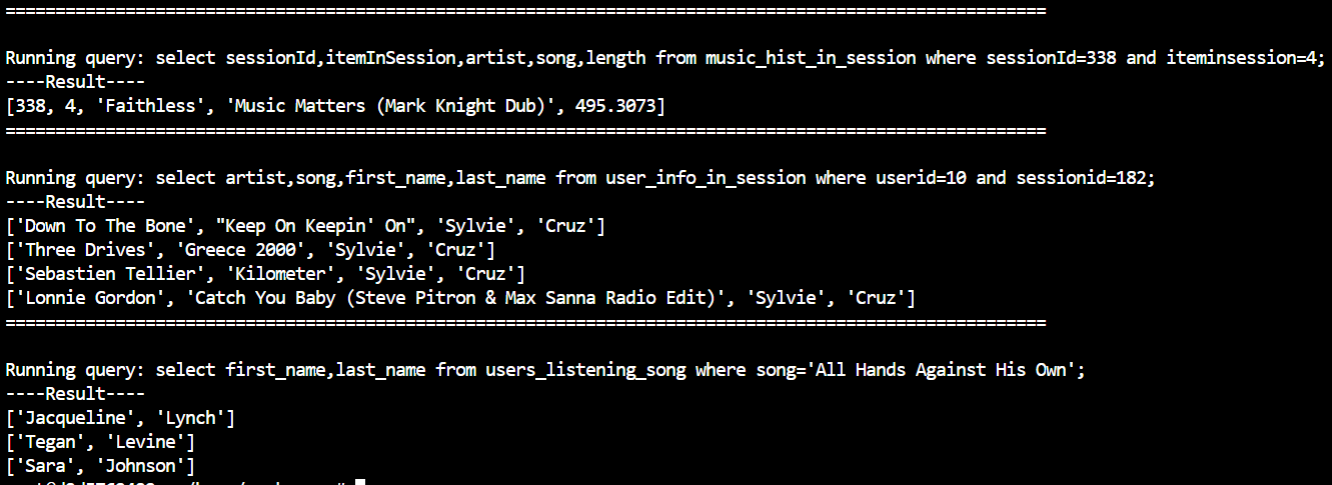 ========================================================================================================
Running query: select sessionId,itemInSession,artist,song,length from music_hist_in_session where sessionId=338 and iteminsession=4;
----Result----
[338, 4, 'Faithless', 'Music Matters (Mark Knight Dub)', 495.3073]
========================================================================================================
Running query: select artist,song,first_name,last_name from user_info_in_session where userid=10 and sessionid=182;
----Result----
['Down To The Bone', "Keep On Keepin' On", 'Sylvie', 'Cruz']
['Three Drives', 'Greece 2000', 'Sylvie', 'Cruz']
['Sebastien Tellier', 'Kilometer', 'Sylvie', 'Cruz']
['Lonnie Gordon', 'Catch You Baby (Steve Pitron & Max Sanna Radio Edit)', 'Sylvie', 'Cruz']
========================================================================================================
Running query: select first_name,last_name from users_listening_song where song='All Hands Against His Own';
----Result----
['Jacqueline', 'Lynch']
['Tegan', 'Levine']
['Sara', 'Johnson']